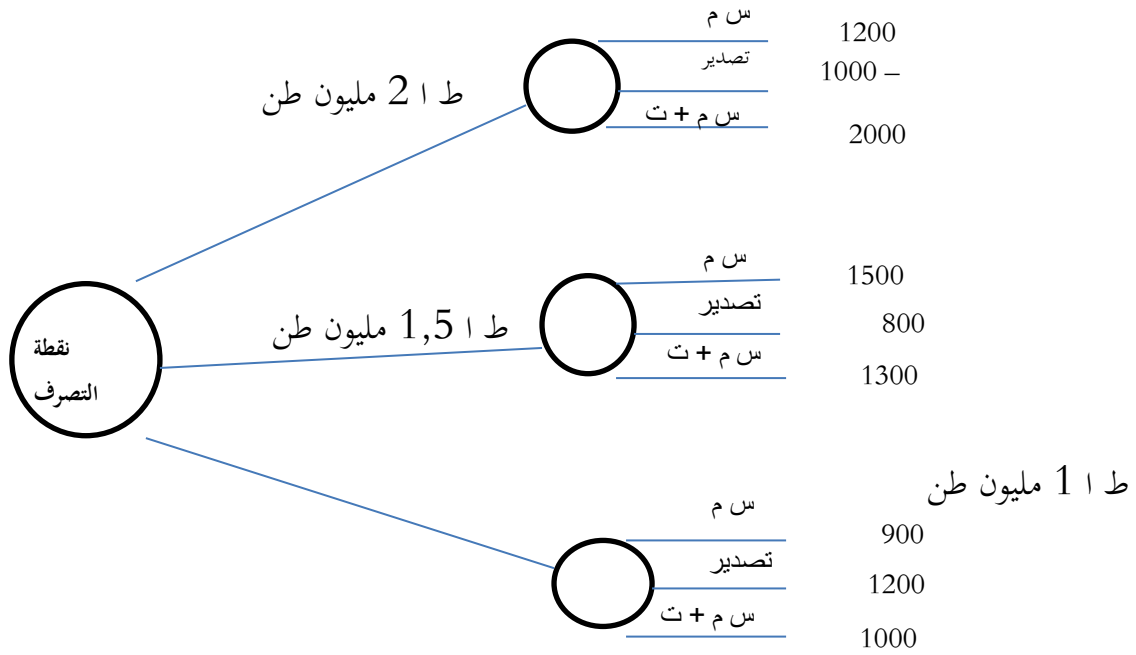 س م
1200
تصدير
1000 –
ط ا 2 مليون طن
س م + ت
2000
س م
1500
تصدير
800
ط ا 1,5 مليون طن
س م + ت
1300
نقطة
التصرف
ط ا 1 مليون طن
س م
900
تصدير
1200
س م + ت
1000